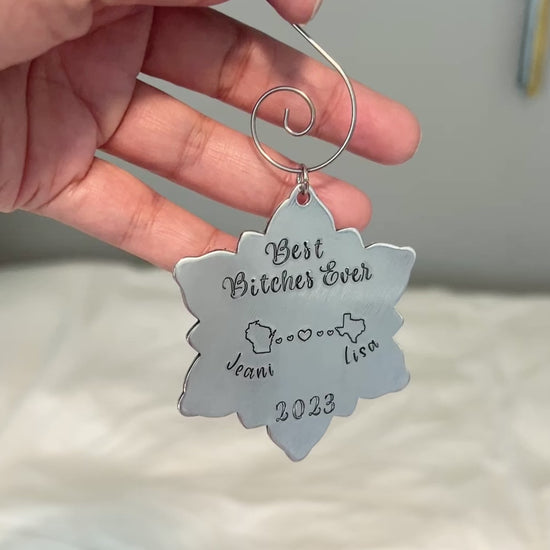 Best
Bitches Ever
Jeani Lisa
2023